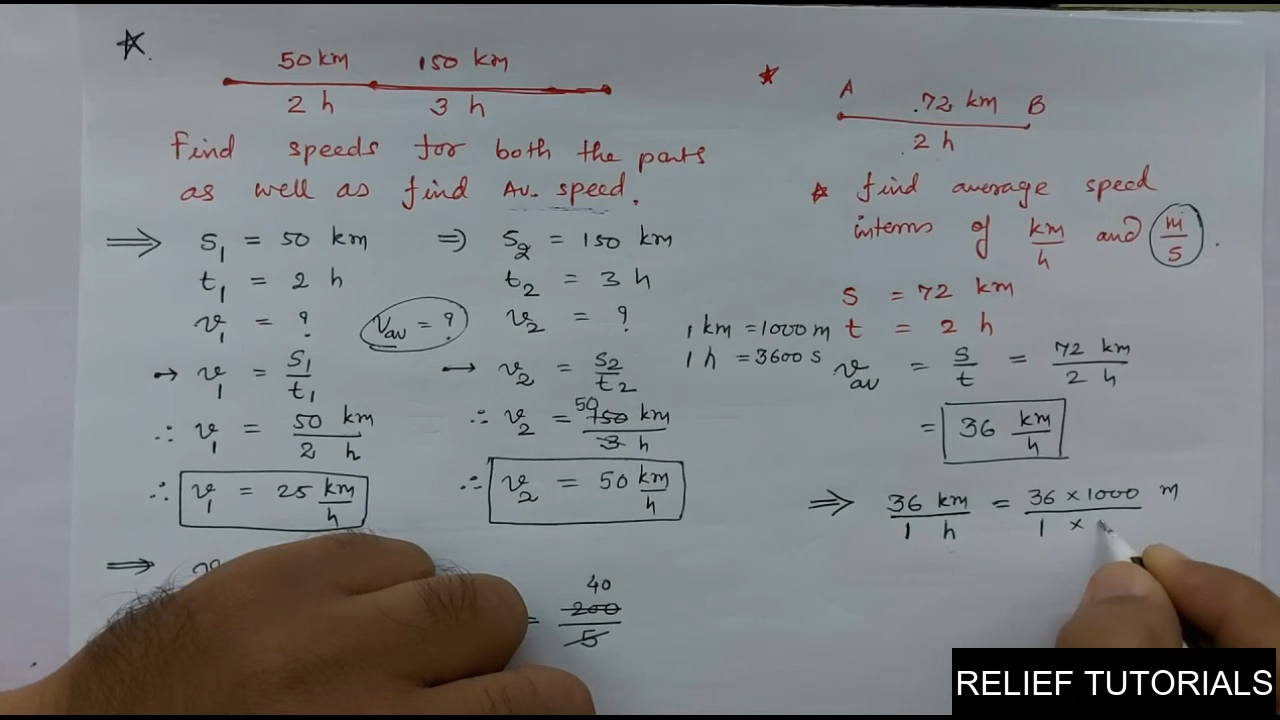 50 km 150 km
2 h 3 h
Find speeds for both the parts
as well as find Av. speed.
⇒ S₁ = 50 km
t₁ = 2 h
v₁ = ?
Vav = ?
→ v₁ = S₁/t₁
∴ v₁ = 50 km / 2 h
∴ v₁ = 25 km/h
⇒) S₂ = 150 km
t₂ = 3 h
v₂ = ?
→ v₂ = S₂/t₂
50
∴ v₂ = 150 km / 3 h
∴ v₂ = 50 km/h
⇒
40
= 200 / 5
A 72 km B
2 h
find average speed
interms of km/h and m/s.
S = 72 km
t = 2 h
1 km = 1000 m
1 h = 3600 s
vav = S/t = 72 km / 2 h
= 36 km/h
⇒ 36 km / 1 h = 36 × 1000 m / 1 ×
RELIEF TUTORIALS